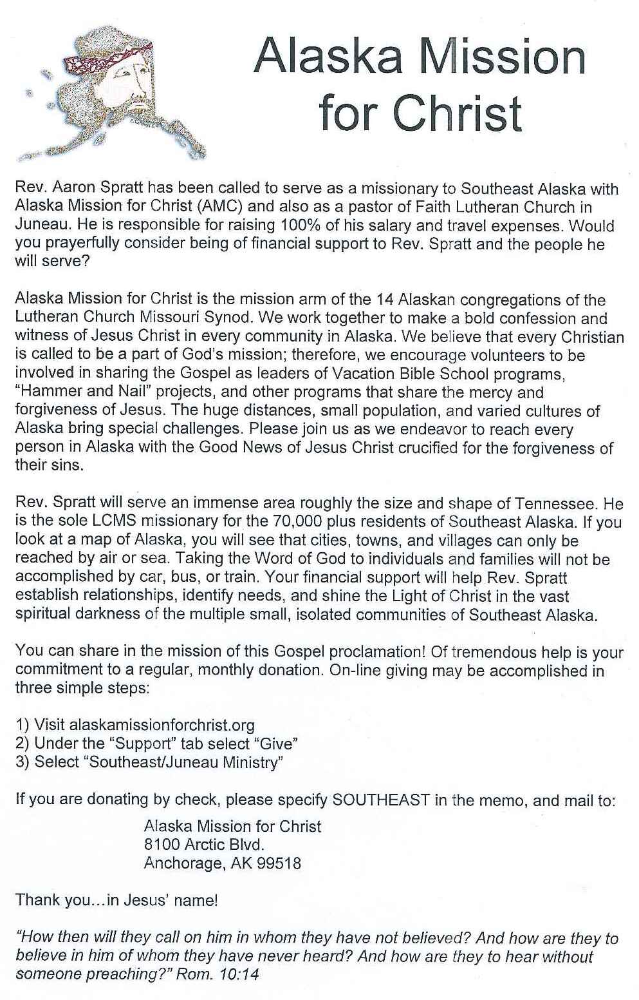 Alaska Mission
for Christ
Rev. Aaron Spratt has been called to serve as a missionary to Southeast Alaska with
Alaska Mission for Christ (AMC) and also as a pastor of Faith Lutheran Church in
Juneau. He is responsible for raising 100% of his salary and travel expenses. Would
you prayerfully consider being of financial support to Rev. Spratt and the people he
will serve?
Alaska Mission for Christ is the mission arm of the 14 Alaskan congregations of the
Lutheran Church Missouri Synod. We work together to make a bold confession and
witness of Jesus Christ in every community in Alaska. We believe that every Christian
is called to be a part of God's mission; therefore, we encourage volunteers to be
involved in sharing the Gospel as leaders of Vacation Bible School programs,
“Hammer and Nail” projects, and other programs that share the mercy and
forgiveness of Jesus. The huge distances, small population, and varied cultures of
Alaska bring special challenges. Please join us as we endeavor to reach every
person in Alaska with the Good News of Jesus Christ crucified for the forgiveness of
their sins.
Rev. Spratt will serve an immense area roughly the size and shape of Tennessee. He
is the sole LCMS missionary for the 70,000 plus residents of Southeast Alaska. If you
look at a map of Alaska, you will see that cities, towns, and villages can only be
reached by air or sea. Taking the Word of God to individuals and families will not be
accomplished by car, bus, or train. Your financial support will help Rev. Spratt
establish relationships, identify needs, and shine the Light of Christ in the vast
spiritual darkness of the multiple small, isolated communities of Southeast Alaska.
You can share in the mission of this Gospel proclamation! Of tremendous help is your
commitment to a regular, monthly donation. On-line giving may be accomplished in
three simple steps:
1) Visit alaskamissionforchrist.org
2) Under the “Support” tab select “Give”
3) Select “Southeast/Juneau Ministry”
If you are donating by check, please specify SOUTHEAST in the memo, and mail to:
Alaska Mission for Christ
8100 Arctic Blvd.
Anchorage, AK 99518
Thank you…in Jesus’ name!
“How then will they call on him in whom they have not believed? And how are they to
believe in him of whom they have never heard? And how are they to hear without
someone preaching?” Rom. 10:14